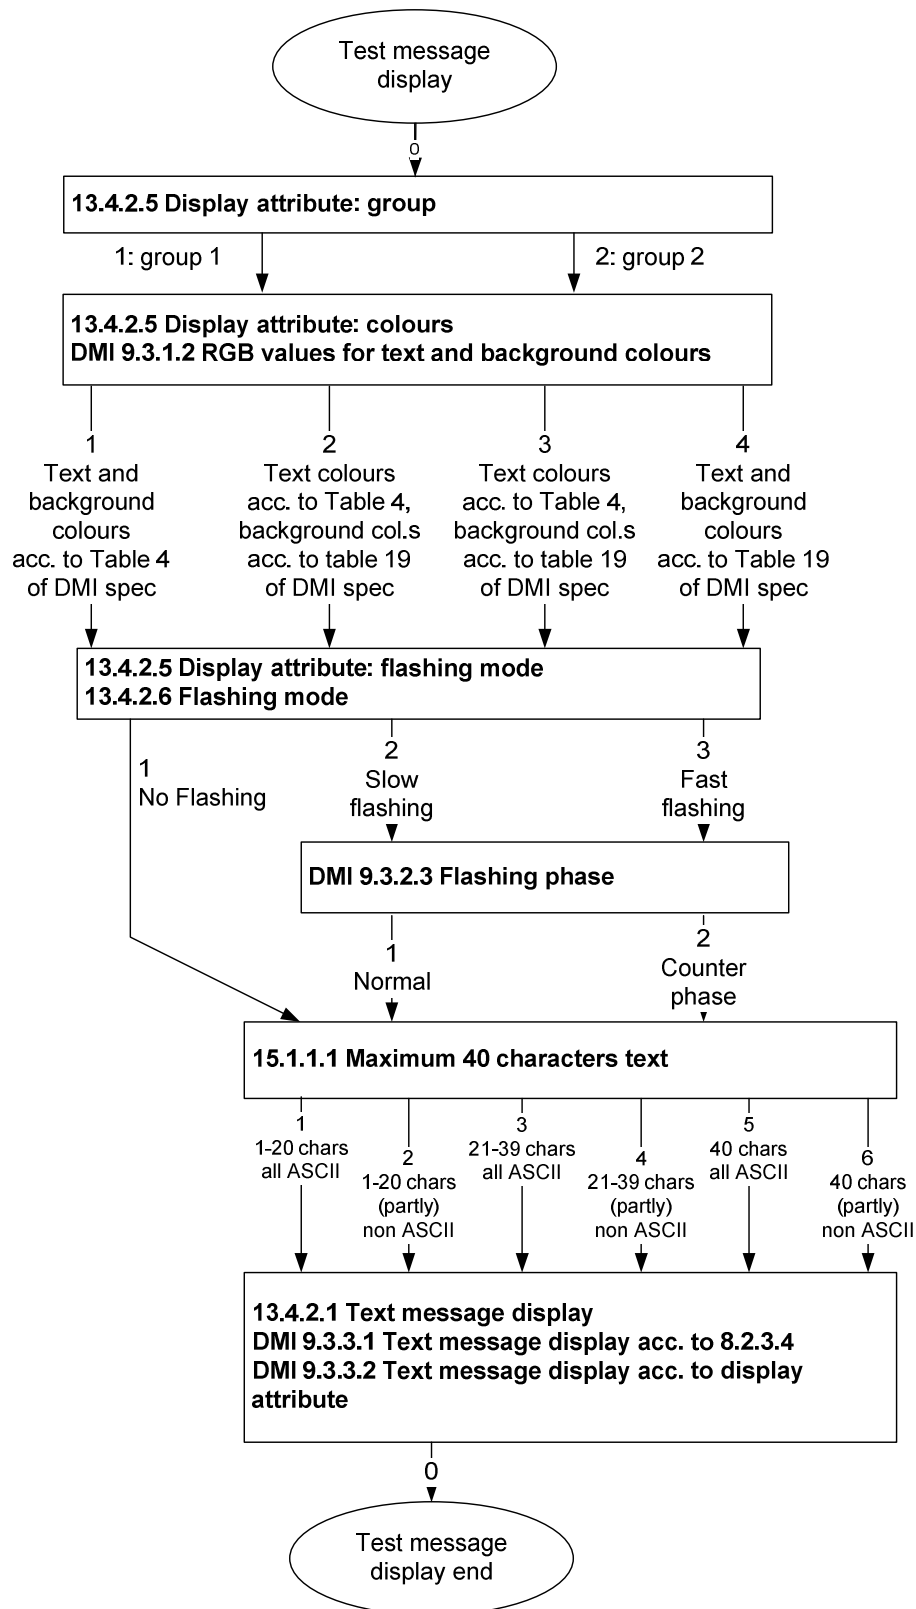 Test message
display
0
13.4.2.5 Display attribute: group
1: group 1
2: group 2
13.4.2.5 Display attribute: colours
DMI 9.3.1.2 RGB values for text and background colours
1
Text and
background
colours
acc. to Table 4
of DMI spec
2
Text colours
acc. to Table 4,
background col.s
acc. to table 19
of DMI spec
3
Text colours
acc. to Table 4,
background col.s
acc. to table 19
of DMI spec
4
Text and
background
colours
acc. to Table 19
of DMI spec
13.4.2.5 Display attribute: flashing mode
13.4.2.6 Flashing mode
1
No Flashing
2
Slow
flashing
3
Fast
flashing
DMI 9.3.2.3 Flashing phase
1
Normal
2
Counter
phase
15.1.1.1 Maximum 40 characters text
1
1-20 chars
all ASCII
2
1-20 chars
(partly)
non ASCII
3
21-39 chars
all ASCII
4
21-39 chars
(partly)
non ASCII
5
40 chars
all ASCII
6
40 chars
(partly)
non ASCII
13.4.2.1 Text message display
DMI 9.3.3.1 Text message display acc. to 8.2.3.4
DMI 9.3.3.2 Text message display acc. to display
attribute
0
Test message
display end